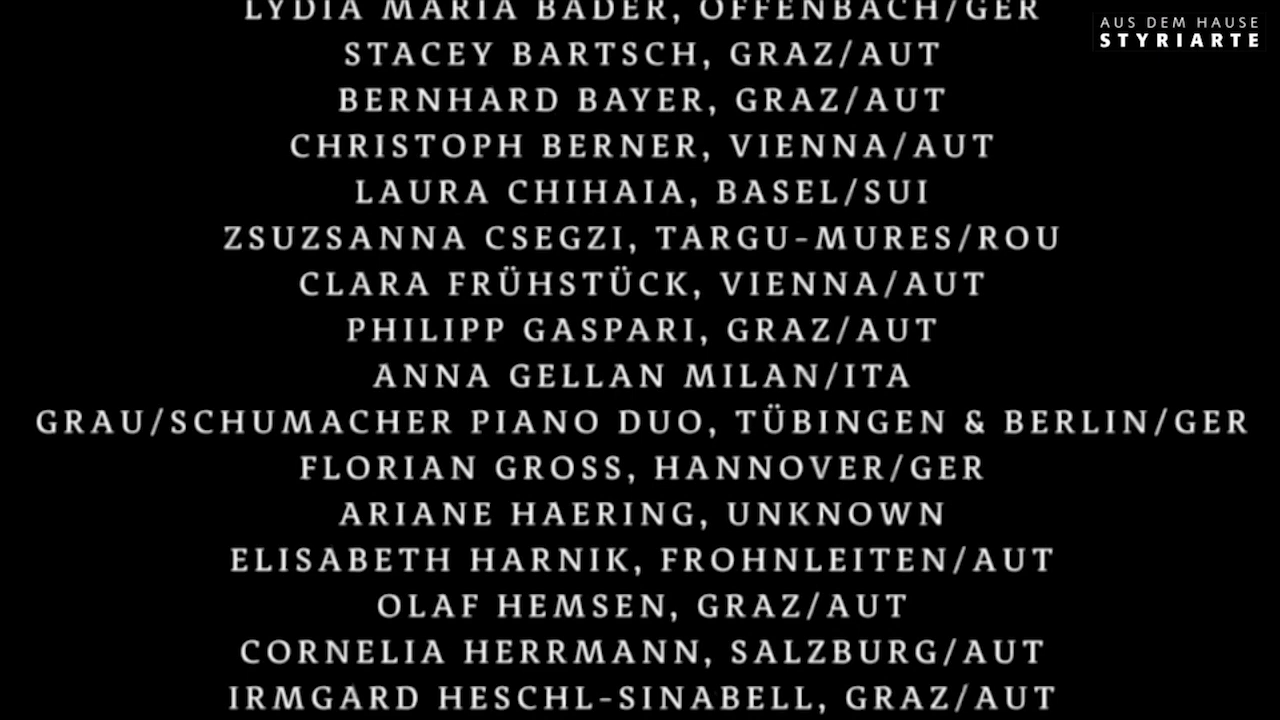 LYDIA MARIA BADER, OFFENBACH/GER
AUS DEM HAUSE
STYRIARTE
STACEY BARTSCH, GRAZ/AUT
BERNHARD BAYER, GRAZ/AUT
CHRISTOPH BERNER, VIENNA/AUT
LAURA CHIHAIA, BASEL/SUI
ZSUZSANNA CSEGZI, TARGU-MURES/ROU
CLARA FRÜHSTÜCK, VIENNA/AUT
PHILIPP GASPARI, GRAZ/AUT
ANNA GELLAN MILAN/ITA
GRAU/SCHUMACHER PIANO DUO, TÜBINGEN & BERLIN/GER
FLORIAN GROSS, HANNOVER/GER
ARIANE HAERING, UNKNOWN
ELISABETH HARNIK, FROHNLEITEN/AUT
OLAF HEMSEN, GRAZ/AUT
CORNELIA HERRMANN, SALZBURG/AUT
IRMGARD HESCHL-SINABELL, GRAZ/AUT